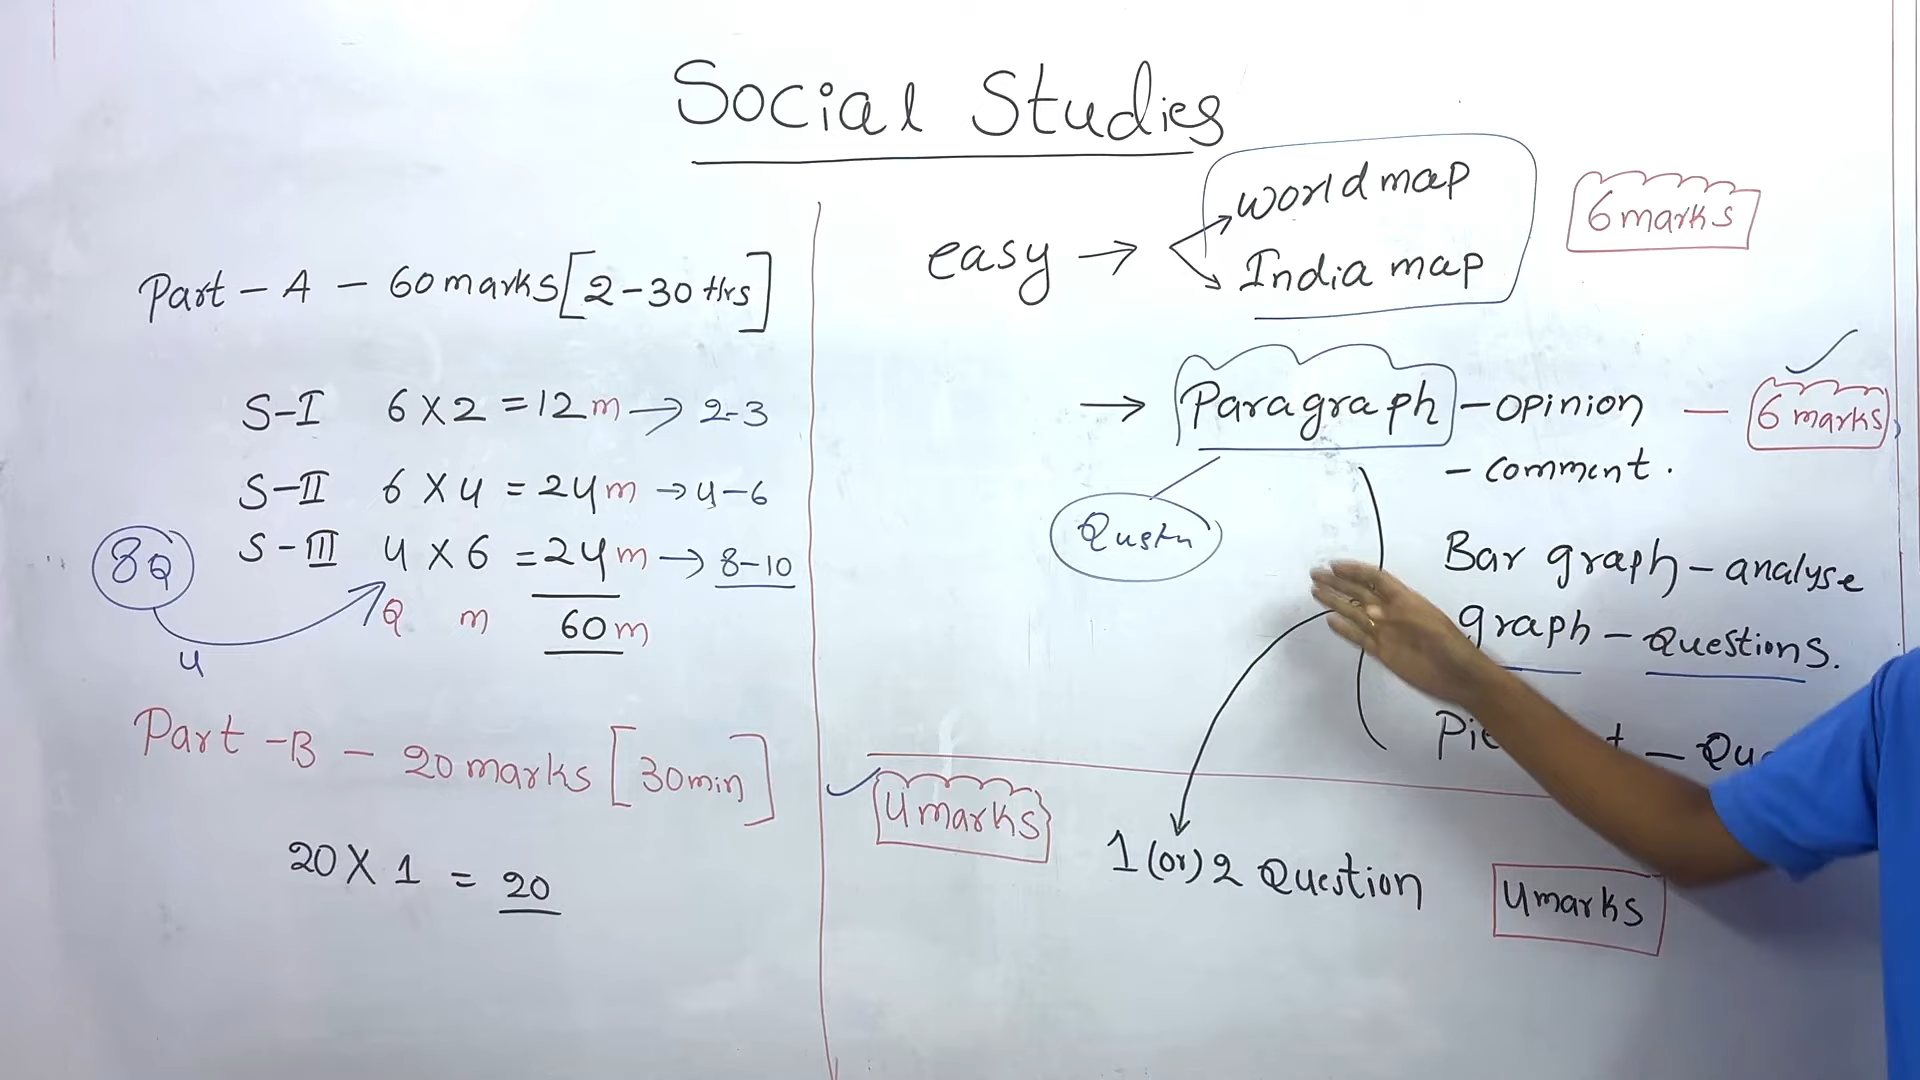 Social Studies
Part - A - 60 marks [2-30 Hrs]
S-I 6 X 2 = 12 m → 2-3
S-II 6 X 4 = 24 m → 4-6
8Q S-III 4 X 6 = 24 m → 8-10
Q m 60 m
4
Part - B - 20 marks [30 min]
20 X 1 = 20
easy → world map
India map
6 marks
→ Paragraph - opinion — 6 marks
- comment.
Bar graph - analyse
graph - Questions.
4 marks
1 (or) 2 Question 4 marks